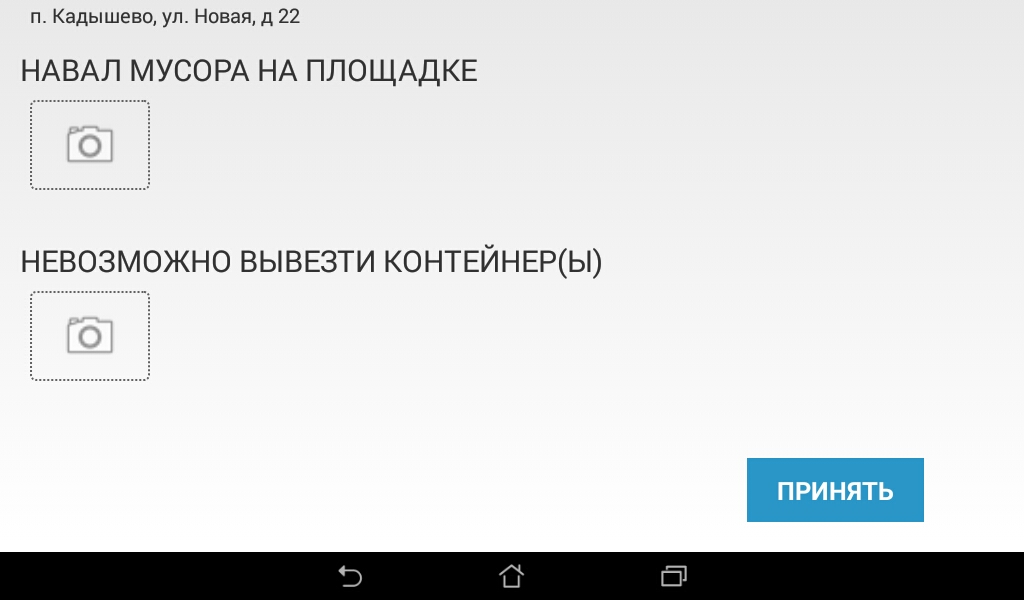 п. Кадышево, ул. Новая, д 22
НАВАЛ МУСОРА НА ПЛОЩАДКЕ
НЕВОЗМОЖНО ВЫВЕЗТИ КОНТЕЙНЕР(Ы)
ПРИНЯТЬ